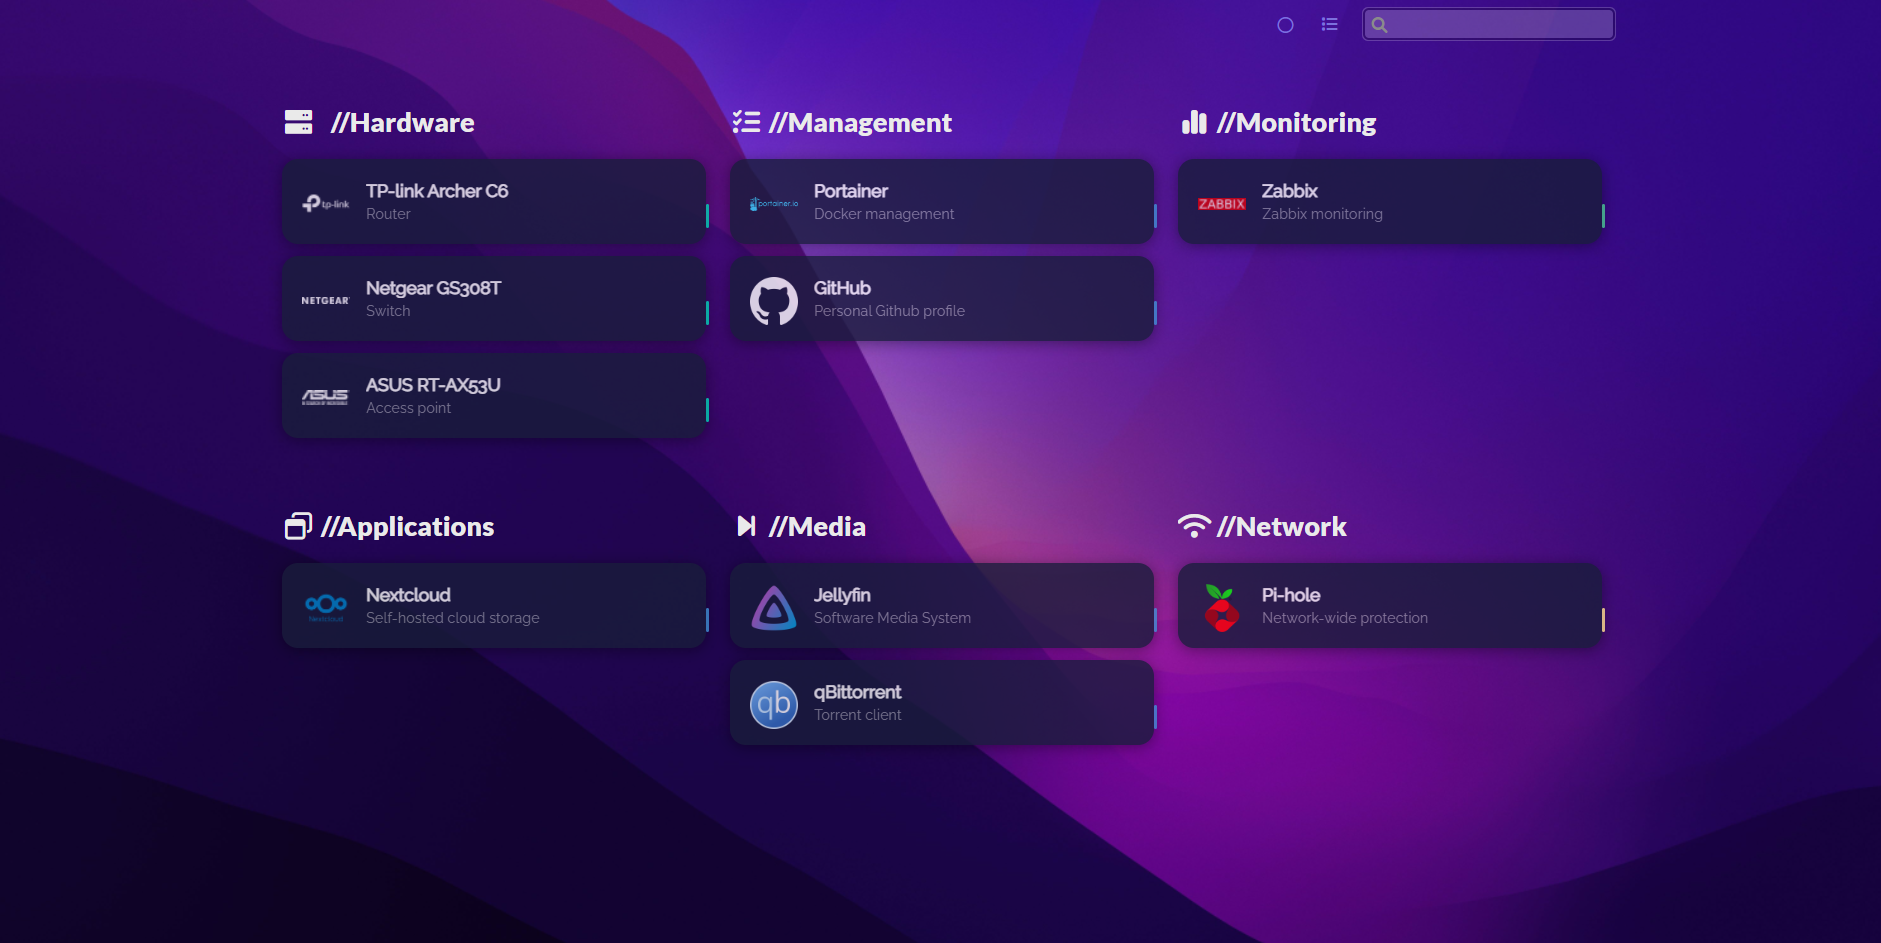 //Hardware
tp-link
TP-link Archer C6
Router
NETGEAR
Netgear GS308T
Switch
ASUS
ASUS RT-AX53U
Access point
//Management
portainer.io
Portainer
Docker management
GitHub
Personal Github profile
//Monitoring
ZABBIX
Zabbix
Zabbix monitoring
//Applications
Nextcloud
Nextcloud
Self-hosted cloud storage
//Media
Jellyfin
Software Media System
qb
qBittorrent
Torrent client
//Network
Pi-hole
Network-wide protection